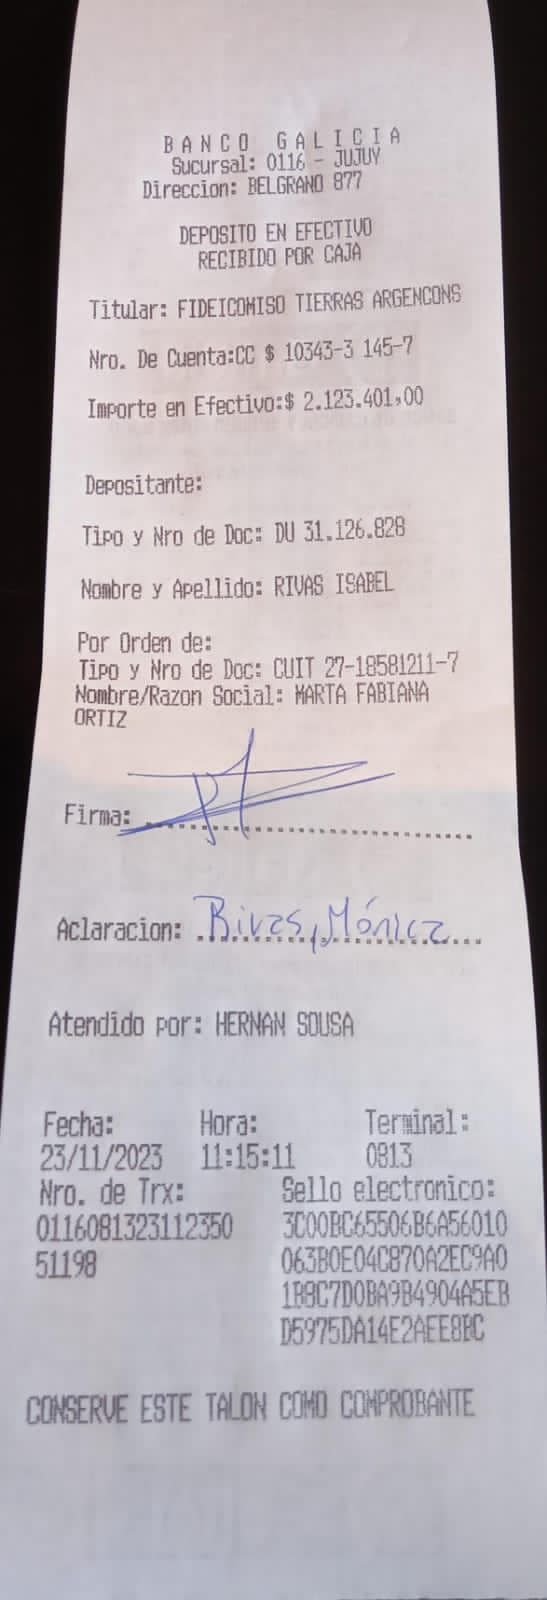 BANCO GALICIA
Sucursal: 0116 - JUJUY
Direccion: BELGRANO 877
DEPOSITO EN EFECTIVO
RECIBIDO POR CAJA
Titular: FIDEICOMISO TIERRAS ARGENCONS
Nro. De Cuenta:CC $ 10343-3 145-7
Importe en Efectivo:$ 2.123.401,00
Depositante:
Tipo y Nro de Doc: DU 31.126.828
Nombre y Apellido: RIVAS ISABEL
Por Orden de:
Tipo y Nro de Doc: CUIT 27-18581211-7
Nombre/Razon Social: MARTA FABIANA
ORTIZ
Firma:
Aclaracion: Rivas, Mónica
Atendido por: HERNAN SOUSA
Fecha: Hora: Terminal:
23/11/2023 11:15:11 0813
Nro. de Trx: Sello electronico:
0116081323112350 3C00BC65506B6A56010
51198 063B0E04C870A2EC9A0
1B8C7D0BA9B4904A5EB
D5975DA14E2AEE8BC
CONSERVE ESTE TALON COMO COMPROBANTE